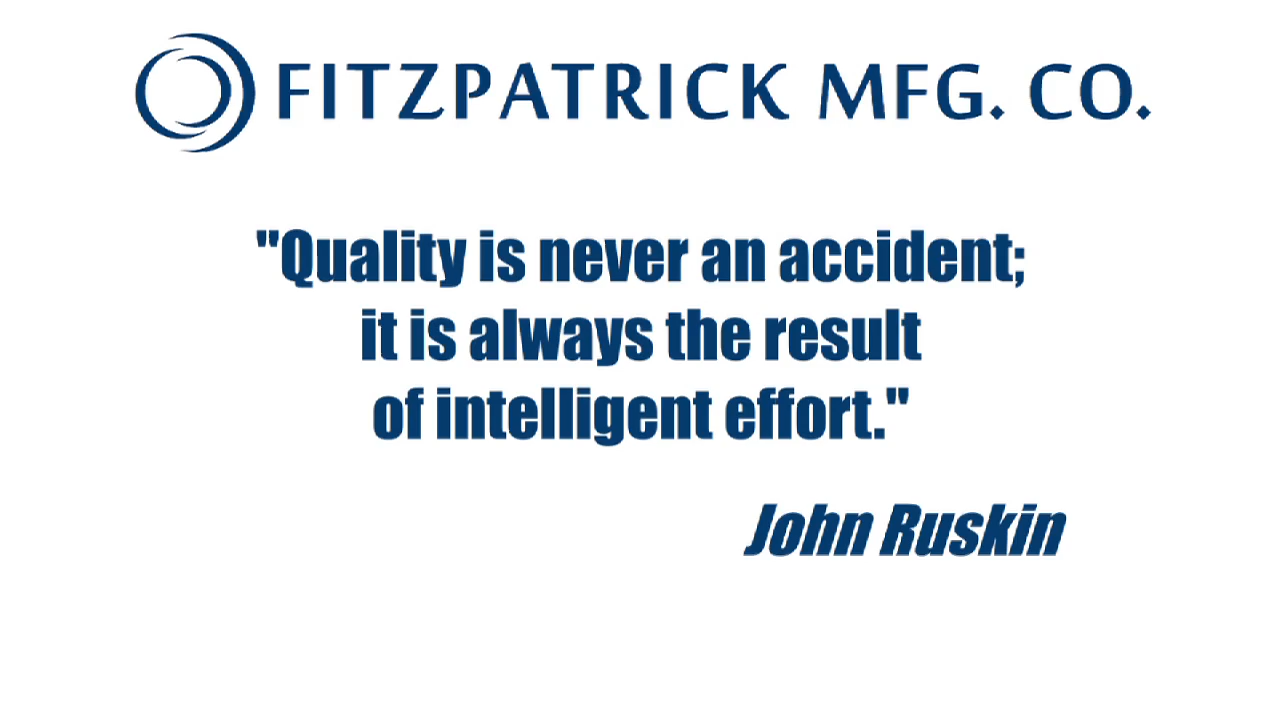 FITZPATRICK MFG. CO.
"Quality is never an accident;
it is always the result
of intelligent effort."
John Ruskin